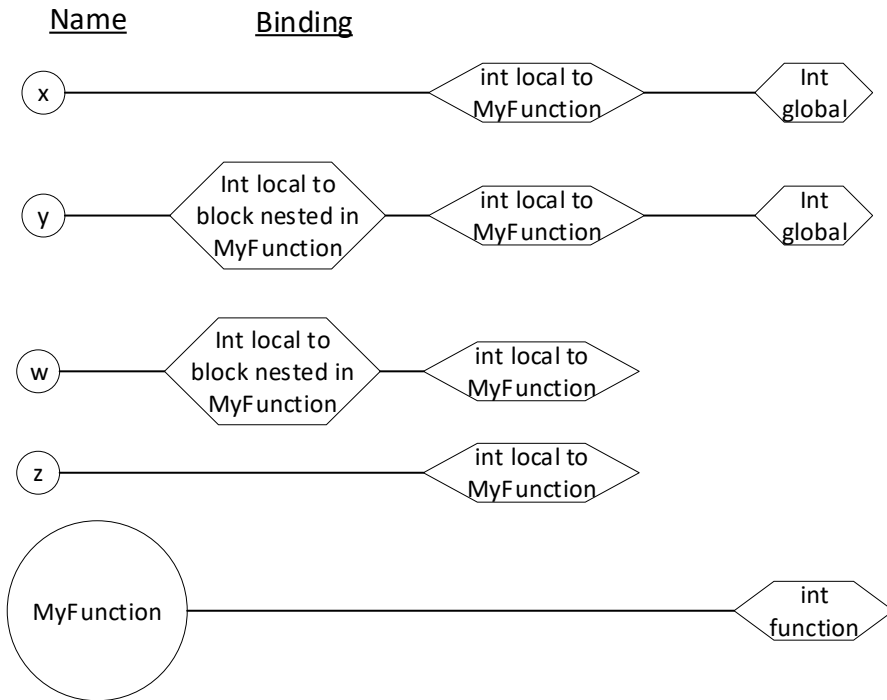 Name
Binding
x
int local to
MyFunction
Int
global
y
Int local to
block nested in
MyFunction
int local to
MyFunction
Int
global
w
Int local to
block nested in
MyFunction
int local to
MyFunction
z
int local to
MyFunction
MyFunction
int
function